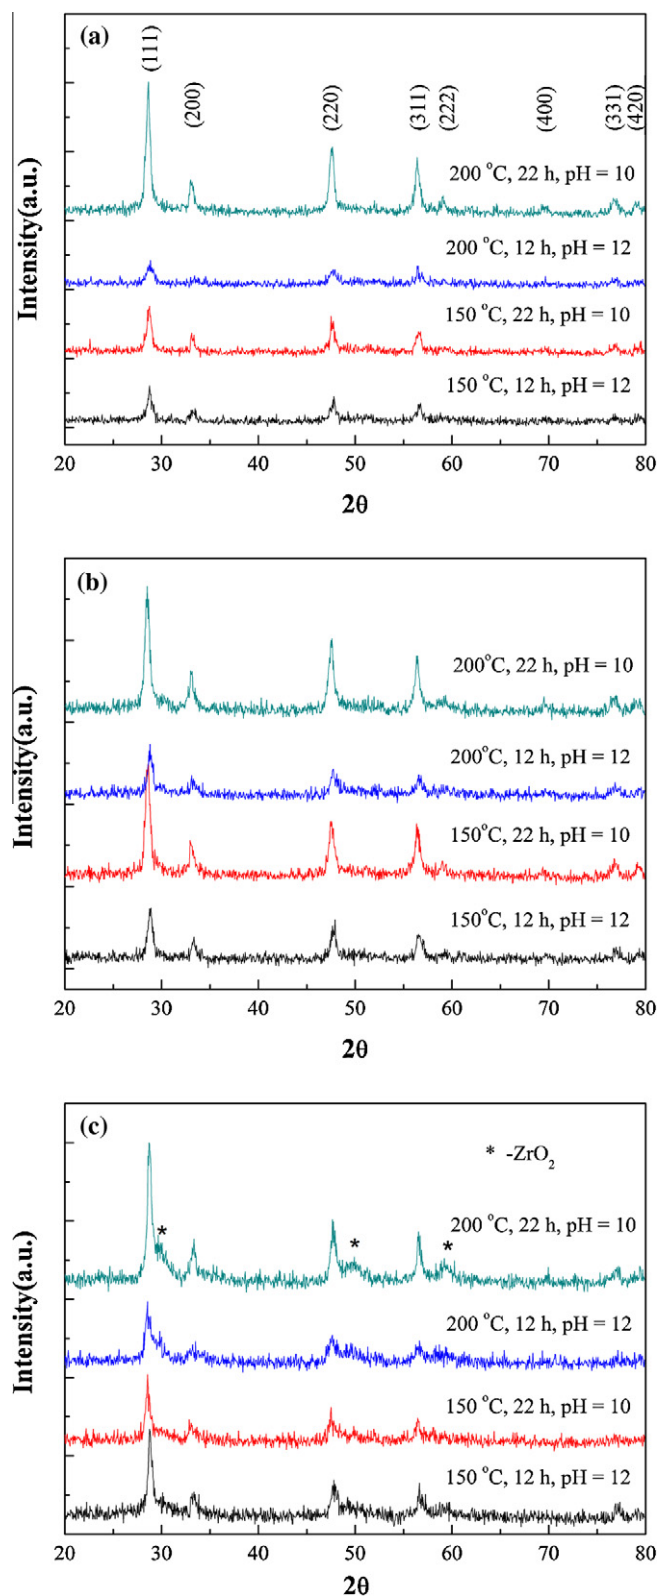 (a)
(111)
(200)
(220)
(311)
(222)
(400)
(331)
(420)
200 °C, 22 h, pH = 10
200 °C, 12 h, pH = 12
150 °C, 22 h, pH = 10
150 °C, 12 h, pH = 12
Intensity(a.u.)
20 30 40 50 60 70 80
2θ
(b)
200°C, 22 h, pH = 10
200°C, 12 h, pH = 12
150°C, 22 h, pH = 10
150°C, 12 h, pH = 12
Intensity(a.u.)
20 30 40 50 60 70 80
2θ
(c)
* -ZrO₂
200 °C, 22 h, pH = 10
* * *
200 °C, 12 h, pH = 12
150 °C, 22 h, pH = 10
150 °C, 12 h, pH = 12
Intensity(a.u.)
20 30 40 50 60 70 80
2θ